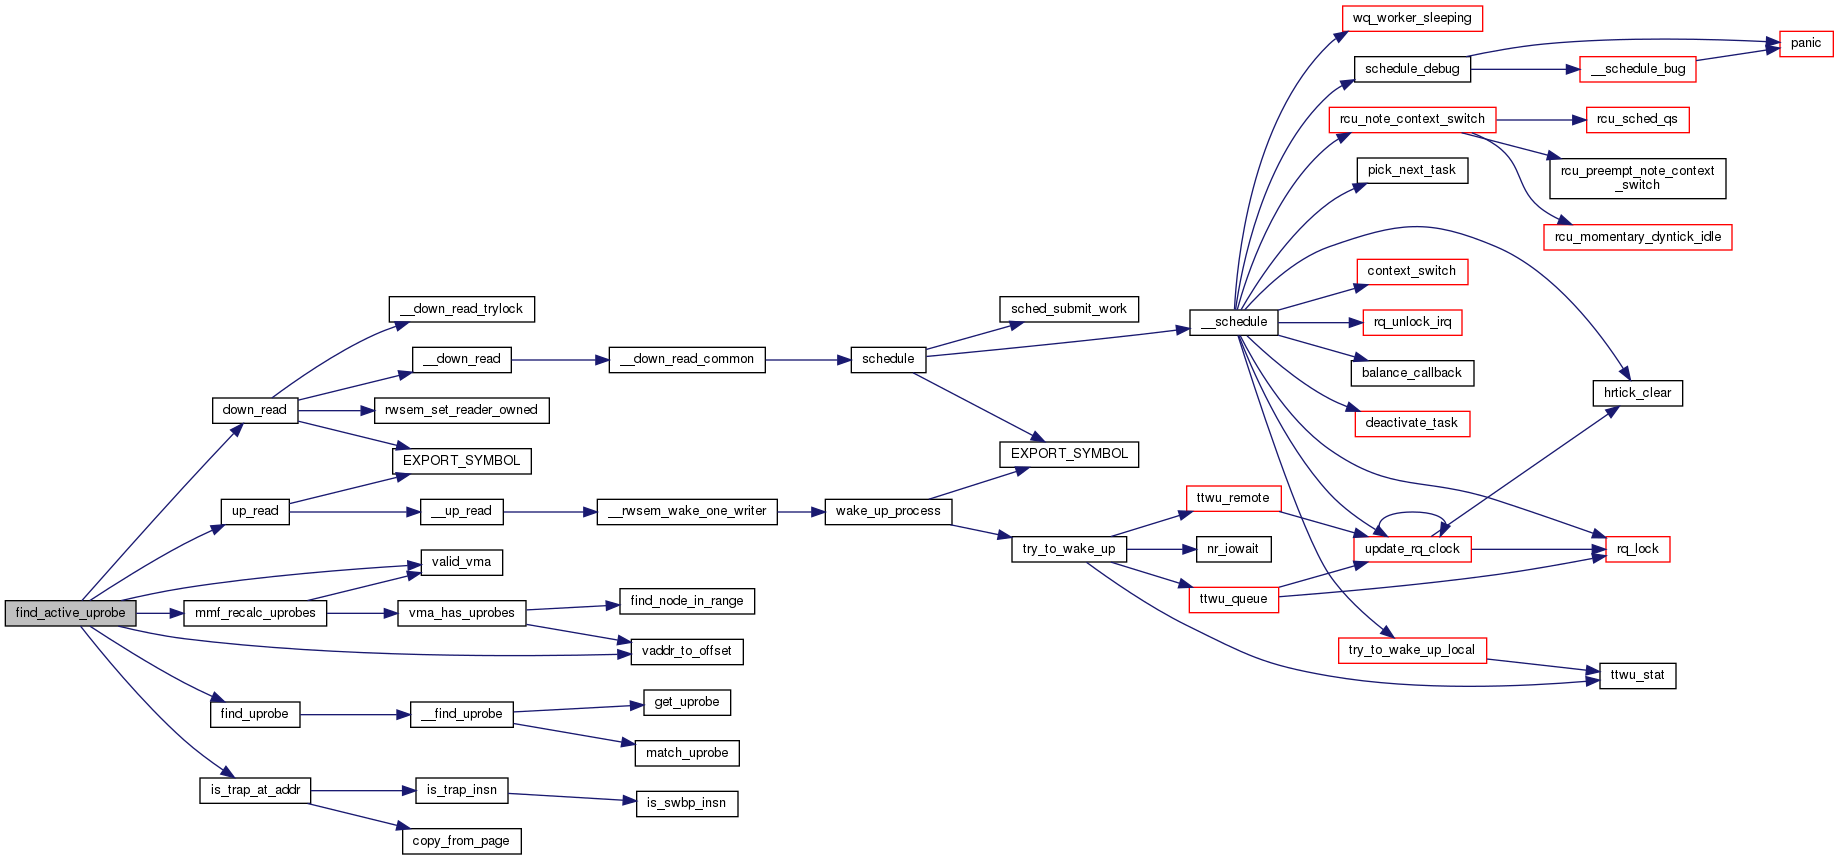 wq_worker_sleeping
panic
schedule_debug
__schedule_bug
rcu_note_context_switch
rcu_sched_qs
pick_next_task
rcu_preempt_note_context
_switch
rcu_momentary_dyntick_idle
context_switch
__down_read_trylock
sched_submit_work
__schedule
rq_unlock_irq
__down_read
__down_read_common
schedule
balance_callback
hrtick_clear
down_read
rwsem_set_reader_owned
deactivate_task
EXPORT_SYMBOL
EXPORT_SYMBOL
ttwu_remote
up_read
__up_read
__rwsem_wake_one_writer
wake_up_process
try_to_wake_up
nr_iowait
update_rq_clock
rq_lock
valid_vma
find_active_uprobe
mmf_recalc_uprobes
vma_has_uprobes
find_node_in_range
ttwu_queue
vaddr_to_offset
try_to_wake_up_local
ttwu_stat
get_uprobe
find_uprobe
__find_uprobe
match_uprobe
is_trap_at_addr
is_trap_insn
is_swbp_insn
copy_from_page